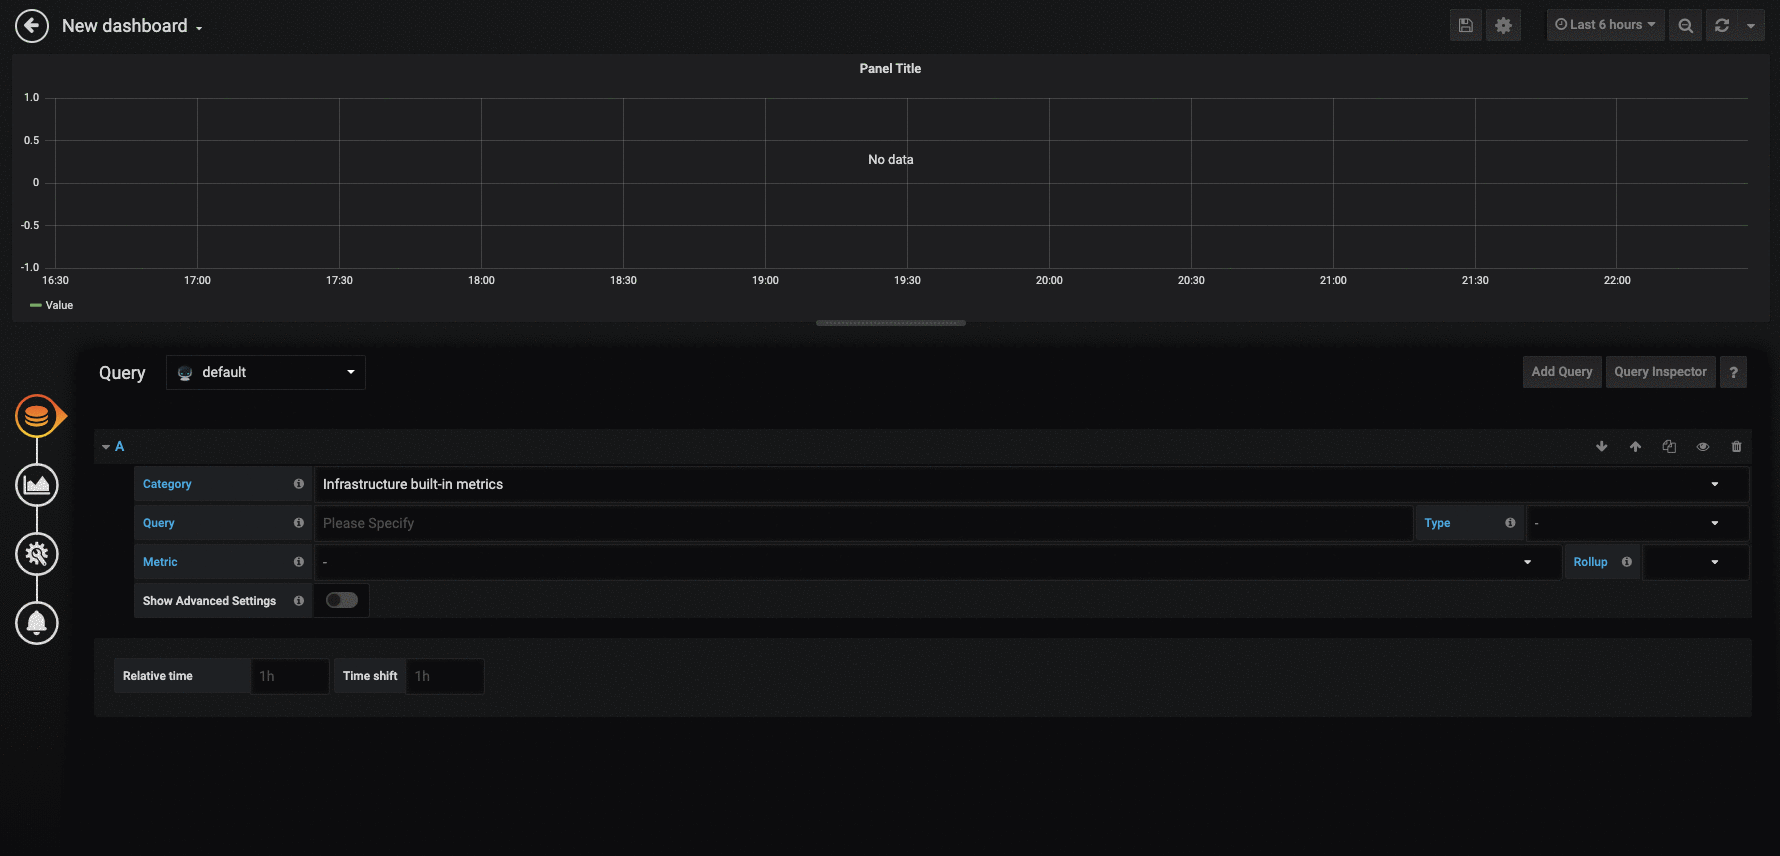 New dashboard
Last 6 hours
Panel Title
1.0
0.5
No data
0
-0.5
-1.0
16:30 17:00 17:30 18:00 18:30 19:00 19:30 20:00 20:30 21:00 21:30 22:00
Value
Query default Add Query Query Inspector ?
A
Category Infrastructure built-in metrics
Query Please Specify Type -
Metric - Rollup
Show Advanced Settings
Relative time 1h Time shift 1h